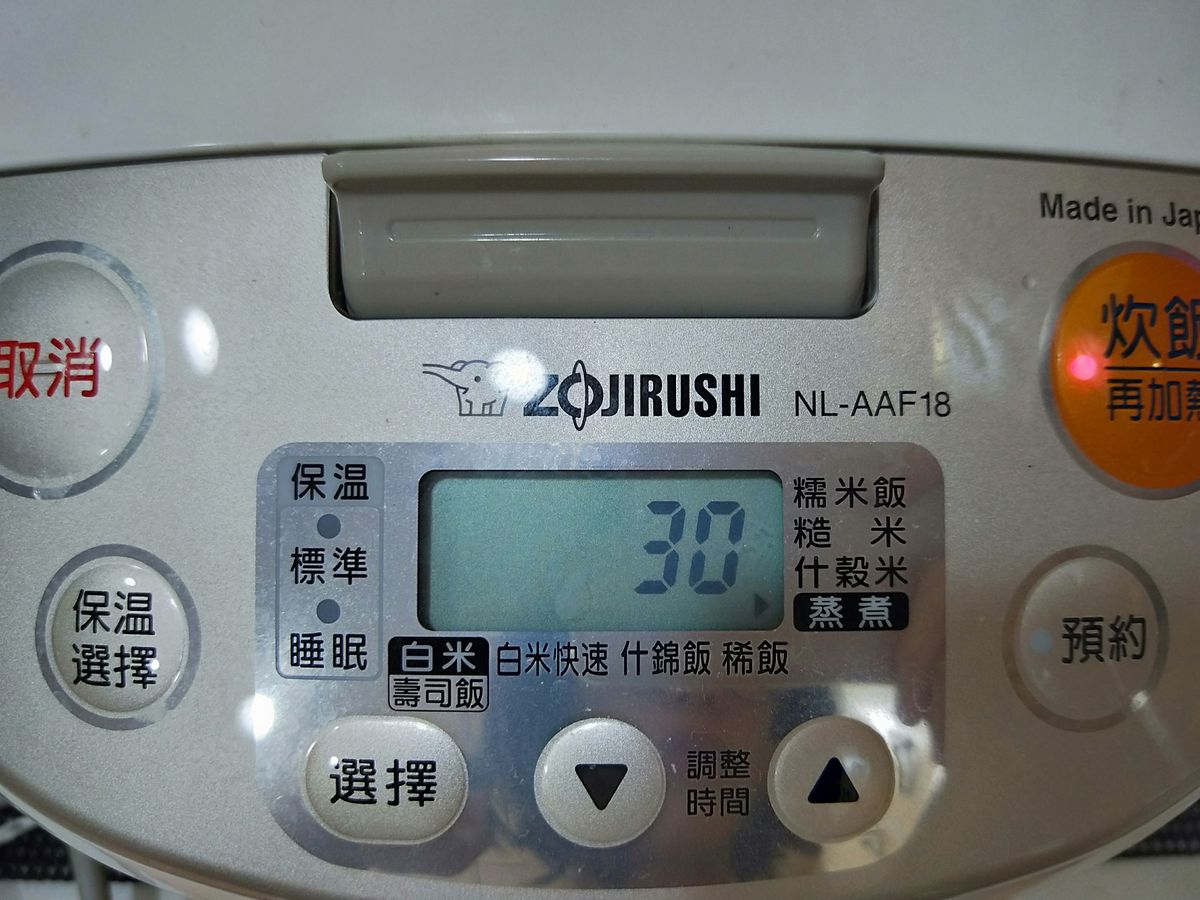 Made in Jap
取消
炊飯
再加熱
ZOJIRUSHI NL-AAF18
保温
標準
睡眠
30
糯米飯
糙米
什穀米
蒸煮
保温
選擇
預約
白米
壽司飯
白米快速 什錦飯 稀飯
選擇
調整
時間